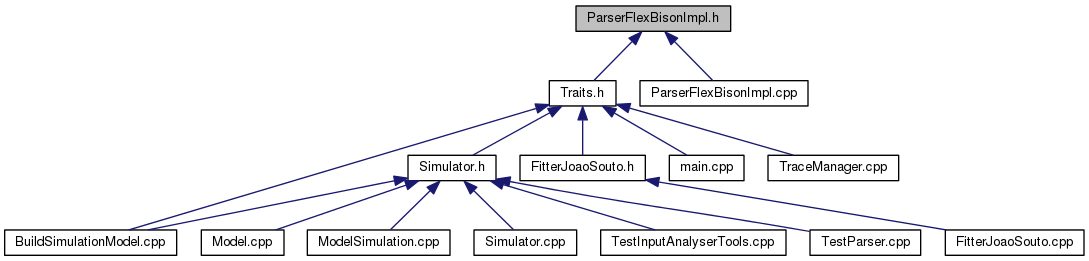 ParserFlexBisonImpl.h
Traits.h
ParserFlexBisonImpl.cpp
Simulator.h
FitterJoaoSouto.h
main.cpp
TraceManager.cpp
BuildSimulationModel.cpp
Model.cpp
ModelSimulation.cpp
Simulator.cpp
TestInputAnalyserTools.cpp
TestParser.cpp
FitterJoaoSouto.cpp